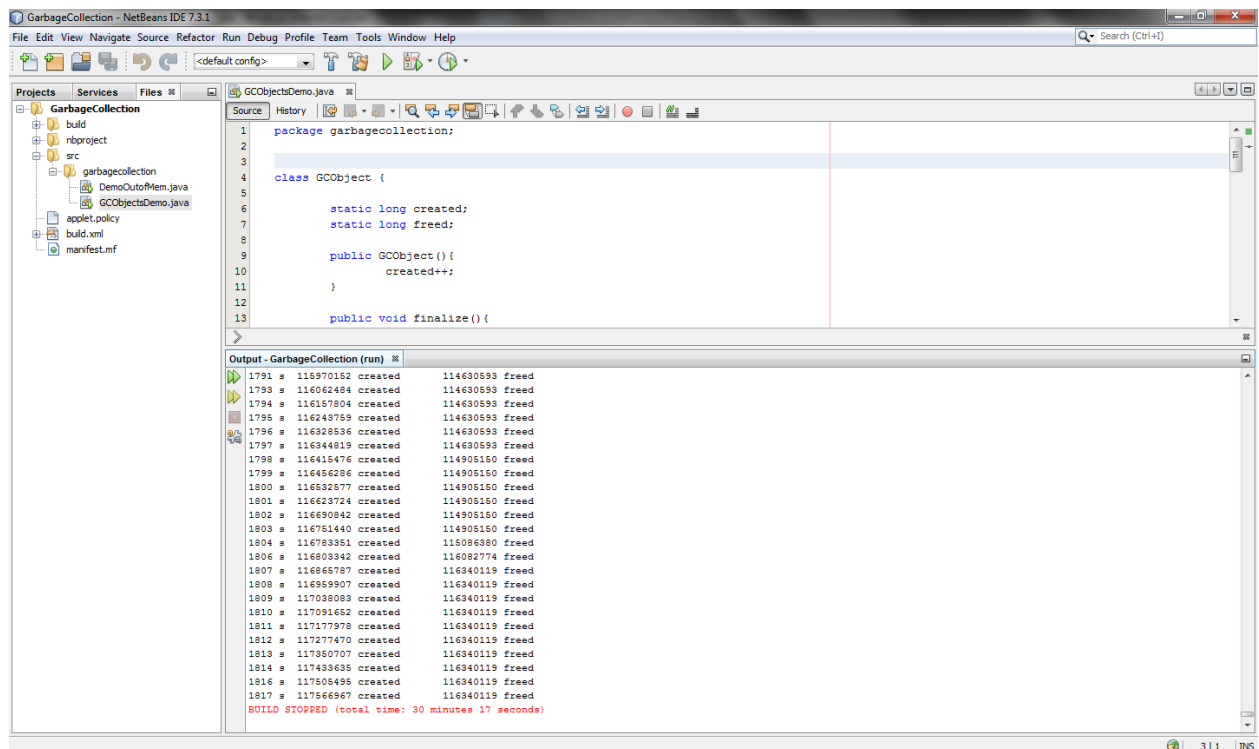 GarbageCollection - NetBeans IDE 7.3.1
File Edit View Navigate Source Refactor Run Debug Profile Team Tools Window Help
Search (Ctrl+I)
<default config>
Projects Services Files
GCObjectsDemo.java
GarbageCollection
build
nbproject
src
garbagecollection
DemoOutofMem.java
GCObjectsDemo.java
applet.policy
build.xml
manifest.mf
Source History
1 package garbagecollection;
2
3
4 class GCObject {
5
6 static long created;
7 static long freed;
8
9 public GCObject(){
10 created++;
11 }
12
13 public void finalize(){
Output - GarbageCollection (run)
1791 s 115970152 created 114630593 freed
1793 s 116062484 created 114630593 freed
1794 s 116157804 created 114630593 freed
1795 s 116243759 created 114630593 freed
1796 s 116328536 created 114630593 freed
1797 s 116344819 created 114630593 freed
1798 s 116415476 created 114905150 freed
1799 s 116456286 created 114905150 freed
1800 s 116532577 created 114905150 freed
1801 s 116623724 created 114905150 freed
1802 s 116690842 created 114905150 freed
1803 s 116751440 created 114905150 freed
1804 s 116783351 created 115086380 freed
1806 s 116803342 created 116082774 freed
1807 s 116865787 created 116340119 freed
1808 s 116959907 created 116340119 freed
1809 s 117038083 created 116340119 freed
1810 s 117091652 created 116340119 freed
1811 s 117177978 created 116340119 freed
1812 s 117277470 created 116340119 freed
1813 s 117350707 created 116340119 freed
1814 s 117433635 created 116340119 freed
1816 s 117505495 created 116340119 freed
1817 s 117566967 created 116340119 freed
BUILD STOPPED (total time: 30 minutes 17 seconds)
3 | 1 INS